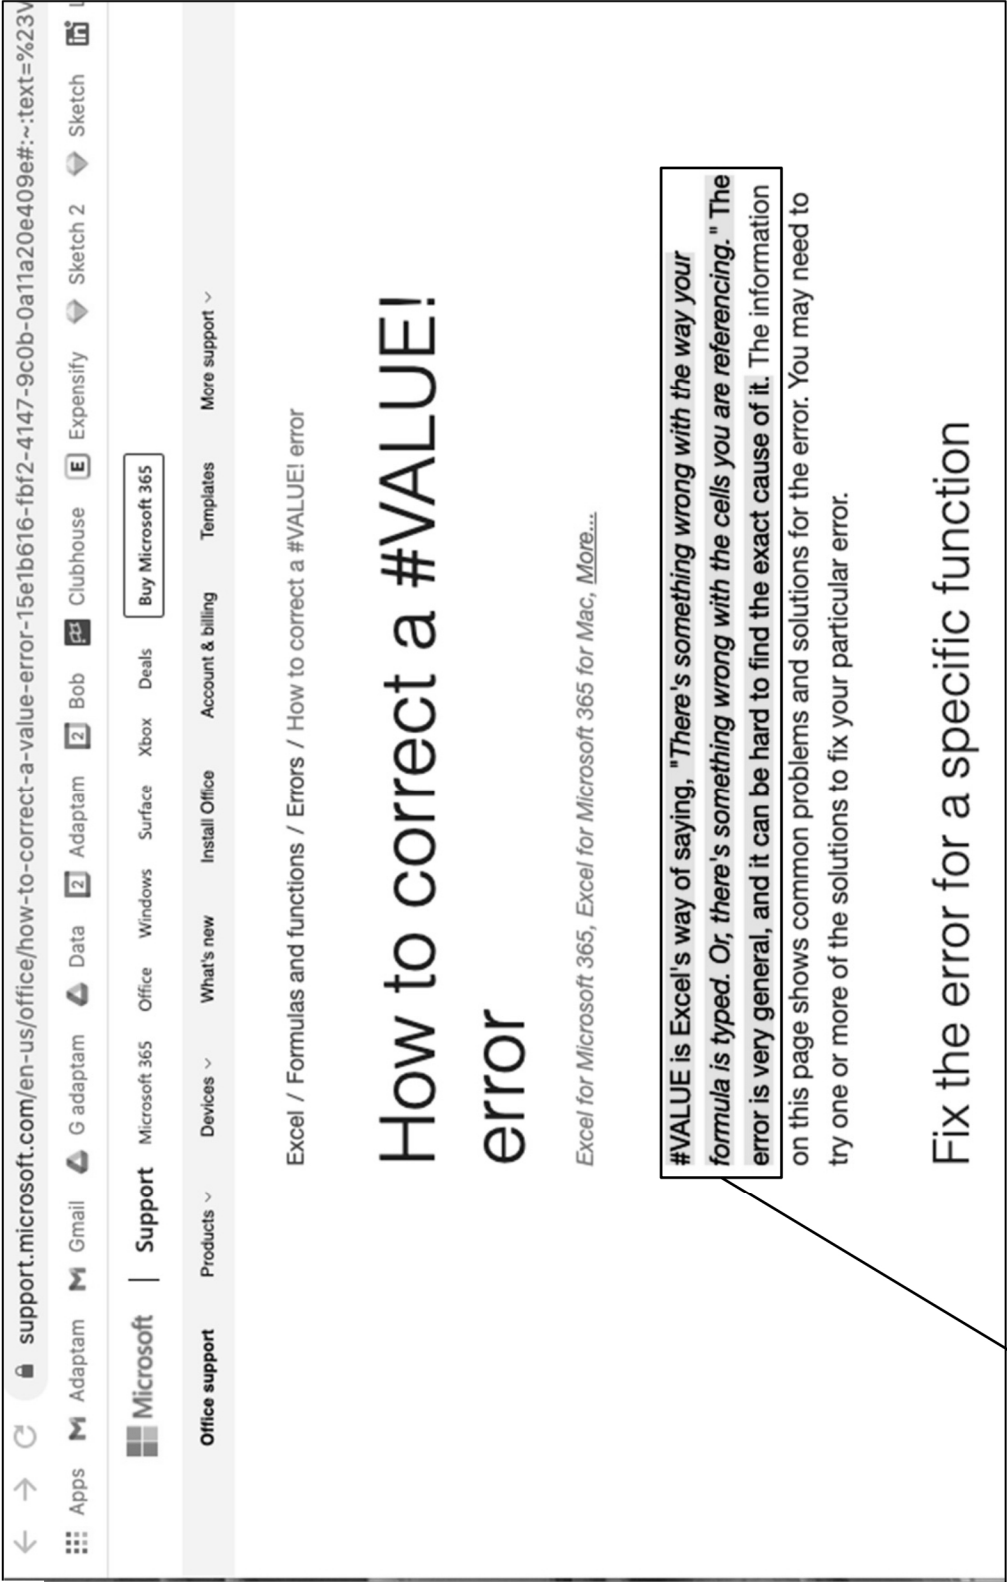 support.microsoft.com/en-us/office/how-to-correct-a-value-error-15e1b616-fbf2-4147-9c0b-0a11a20e409e#:~:text=%23V
Apps Adaptam Gmail G adaptam Data 2 Adaptam 2 Bob Clubhouse E Expensify Sketch 2 Sketch in
Microsoft | Support Microsoft 365 Office Windows Surface Xbox Deals Buy Microsoft 365
Office support Products Devices What's new Install Office Account & billing Templates More support
Excel / Formulas and functions / Errors / How to correct a #VALUE! error
How to correct a #VALUE!
error
Excel for Microsoft 365, Excel for Microsoft 365 for Mac, More...
#VALUE is Excel's way of saying, "There's something wrong with the way your
formula is typed. Or, there's something wrong with the cells you are referencing." The
error is very general, and it can be hard to find the exact cause of it. The information
on this page shows common problems and solutions for the error. You may need to
try one or more of the solutions to fix your particular error.
Fix the error for a specific function